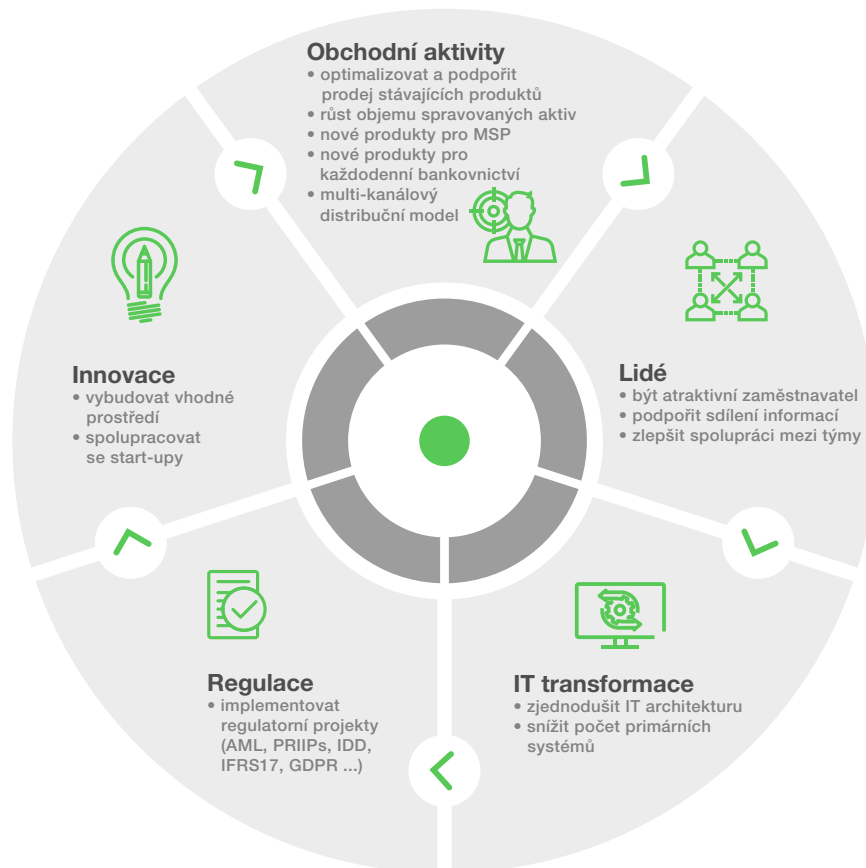 Obchodní aktivity
• optimalizovat a podpořit
prodej stávajících produktů
• růst objemu spravovaných aktiv
• nové produkty pro MSP
• nové produkty pro
každodenní bankovnictví
• multi-kanálový
distribuční model
Lidé
• být atraktivní zaměstnavatel
• podpořit sdílení informací
• zlepšit spolupráci mezi týmy
IT transformace
• zjednodušit IT architekturu
• snížit počet primárních
systémů
Regulace
• implementovat
regulatorní projekty
(AML, PRIIPs, IDD,
IFRS17, GDPR ...)
Innovace
• vybudovat vhodné
prostředí
• spolupracovat
se start-upy